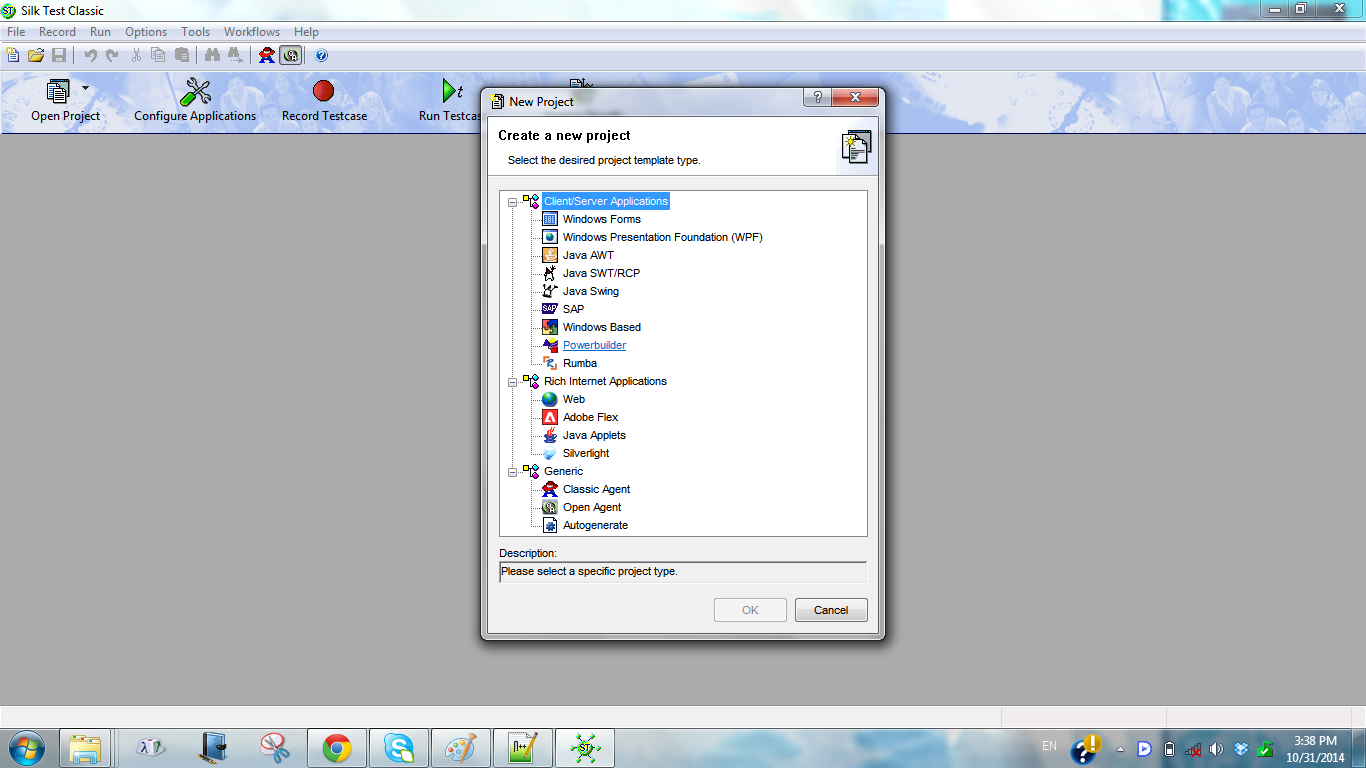 Silk Test Classic
File Record Run Options Tools Workflows Help
Open Project Configure Applications Record Testcase Run Testcas
New Project
Create a new project
Select the desired project template type.
Client/Server Applications
Windows Forms
Windows Presentation Foundation (WPF)
Java AWT
Java SWT/RCP
Java Swing
SAP
Windows Based
Powerbuilder
Rumba
Rich Internet Applications
Web
Adobe Flex
Java Applets
Silverlight
Generic
Classic Agent
Open Agent
Autogenerate
Description:
Please select a specific project type.
OK Cancel
EN
3:38 PM
10/31/2014